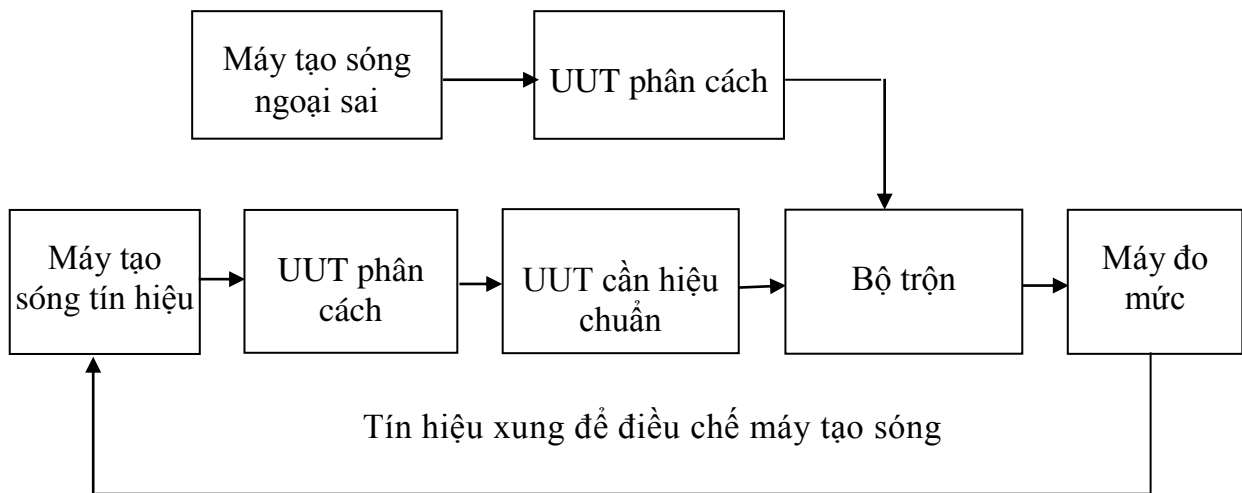 Máy tạo sóng
ngoại sai
UUT phân cách
Máy tạo
sóng tín hiệu
UUT phân
cách
UUT cần hiệu
chuẩn
Bộ trộn
Máy đo
mức
Tín hiệu xung để điều chế máy tạo sóng